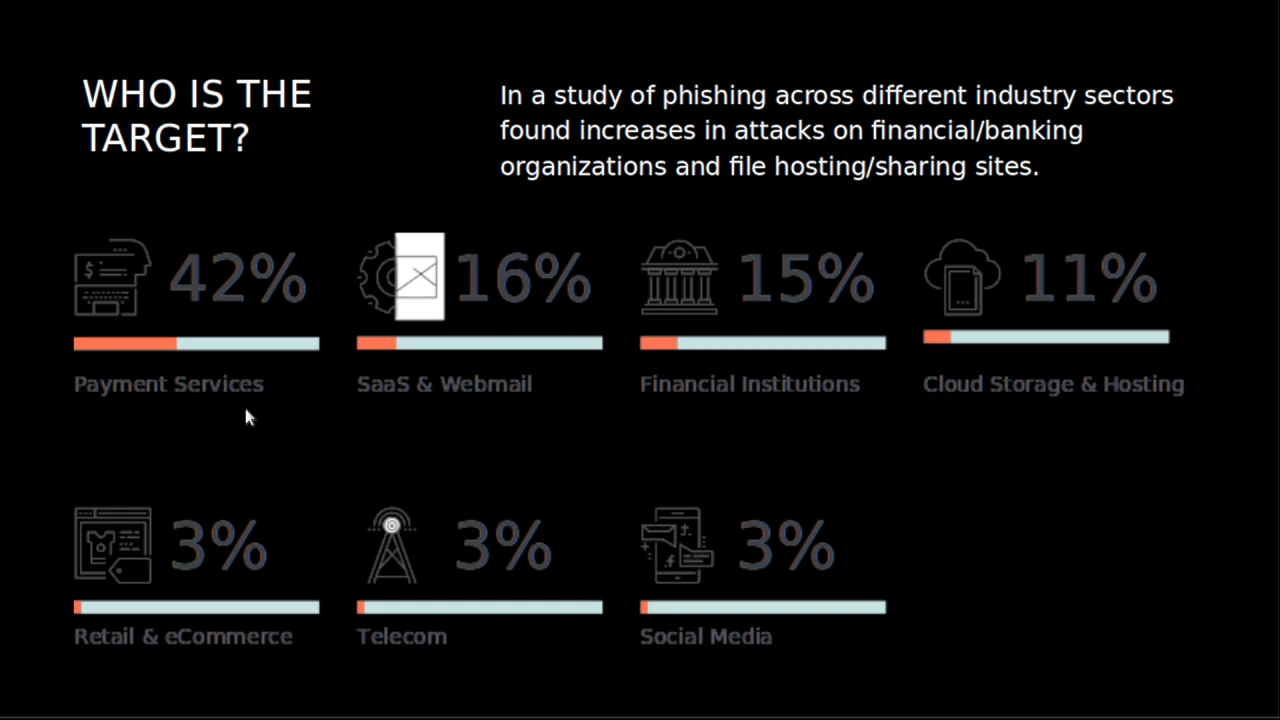 WHO IS THE
TARGET?
In a study of phishing across different industry sectors
found increases in attacks on financial/banking
organizations and file hosting/sharing sites.
42%
16%
15%
11%
Payment Services
SaaS & Webmail
Financial Institutions
Cloud Storage & Hosting
3%
3%
3%
Retail & eCommerce
Telecom
Social Media